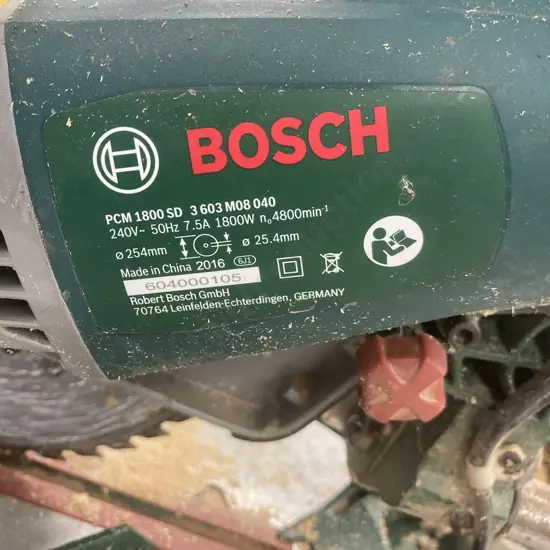 BOSCH
PCM 1800 SD 3 603 M08 040
240V~ 50Hz 7.5A 1800W n₀4800min⁻¹
ø 254mm ø 25.4mm
Made in China 2016 6J1
604000105
Robert Bosch GmbH
70764 Leinfelden-Echterdingen, GERMANY